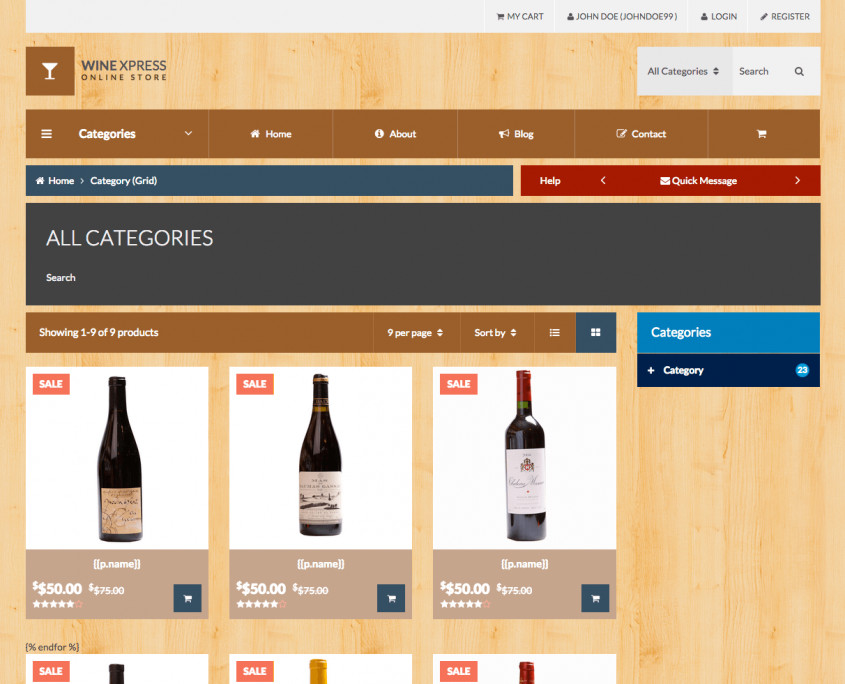 MY CART
JOHN DOE (JOHNDOE99)
LOGIN
REGISTER
WINE XPRESS
ONLINE STORE
All Categories
Search
Categories
Home
About
Blog
Contact
Home > Category (Grid)
Help
Quick Message
ALL CATEGORIES
Search
Showing 1-9 of 9 products
9 per page
Sort by
Categories
+ Category
23
SALE
SALE
SALE
{{p.name}}
{{p.name}}
{{p.name}}
$$50.00 $$75.00
$$50.00 $$75.00
$$50.00 $$75.00
{% endfor %}
SALE
SALE
SALE